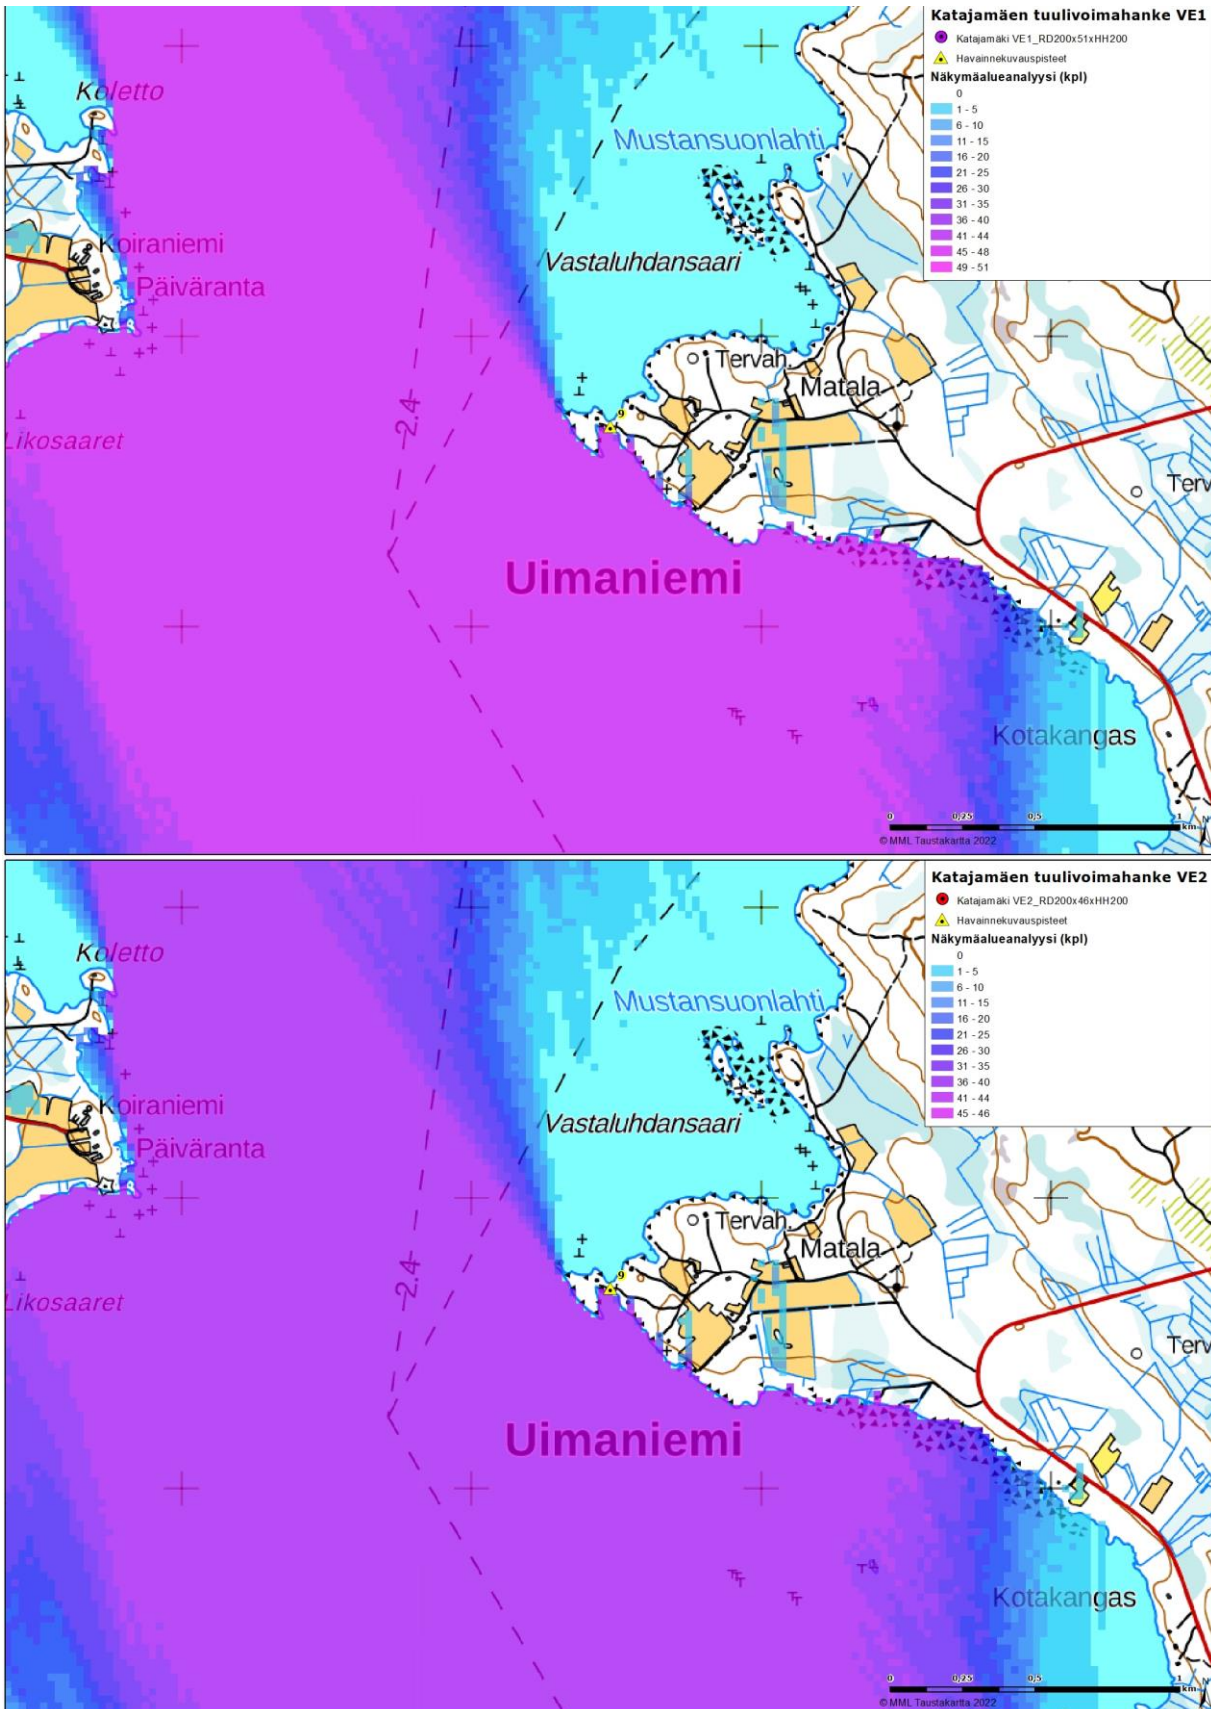 Katajamäen tuulivoimahanke VE1
Katajamäki VE1_RD200x51xHH200
Havainnekuvauspisteet
Näkymäalueanalyysi (kpl)
0
1 - 5
6 - 10
11 - 15
16 - 20
21 - 25
26 - 30
31 - 35
36 - 40
41 - 44
45 - 48
49 - 51
Koletto
Mustansuonlahti
Koiraniemi
Vastaluhdansaari
Päiväranta
Tervah.
Matala
9
2.4
Likosaaret
Terv
Uimaniemi
Kotakangas
0 0,25 0,5 1
km
© MML Taustakartta 2022
Katajamäen tuulivoimahanke VE2
Katajamäki VE2_RD200x46xHH200
Havainnekuvauspisteet
Näkymäalueanalyysi (kpl)
0
1 - 5
6 - 10
11 - 15
16 - 20
21 - 25
26 - 30
31 - 35
36 - 40
41 - 44
45 - 46
Koletto
Mustansuonlahti
Koiraniemi
Vastaluhdansaari
Päiväranta
Tervah.
Matala
9
2.4
Likosaaret
Terv
Uimaniemi
Kotakangas
0 0,25 0,5 1
km
© MML Taustakartta 2022